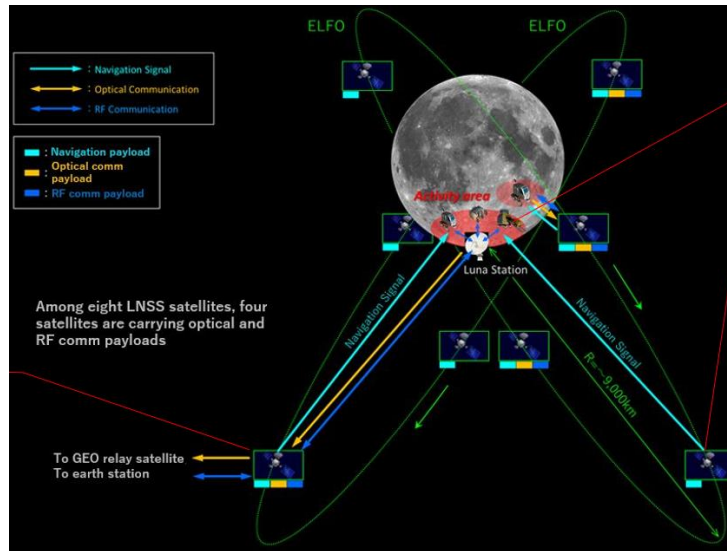 ELFO
ELFO
: Navigation Signal
: Optical Communication
: RF Communication
: Navigation payload
: Optical comm
payload
: RF comm payload
Activity area
Luna Station
Navigation Signal
Navigation Signal
Among eight LNSS satellites, four
satellites are carrying optical and
RF comm payloads
To GEO relay satellite
To earth station